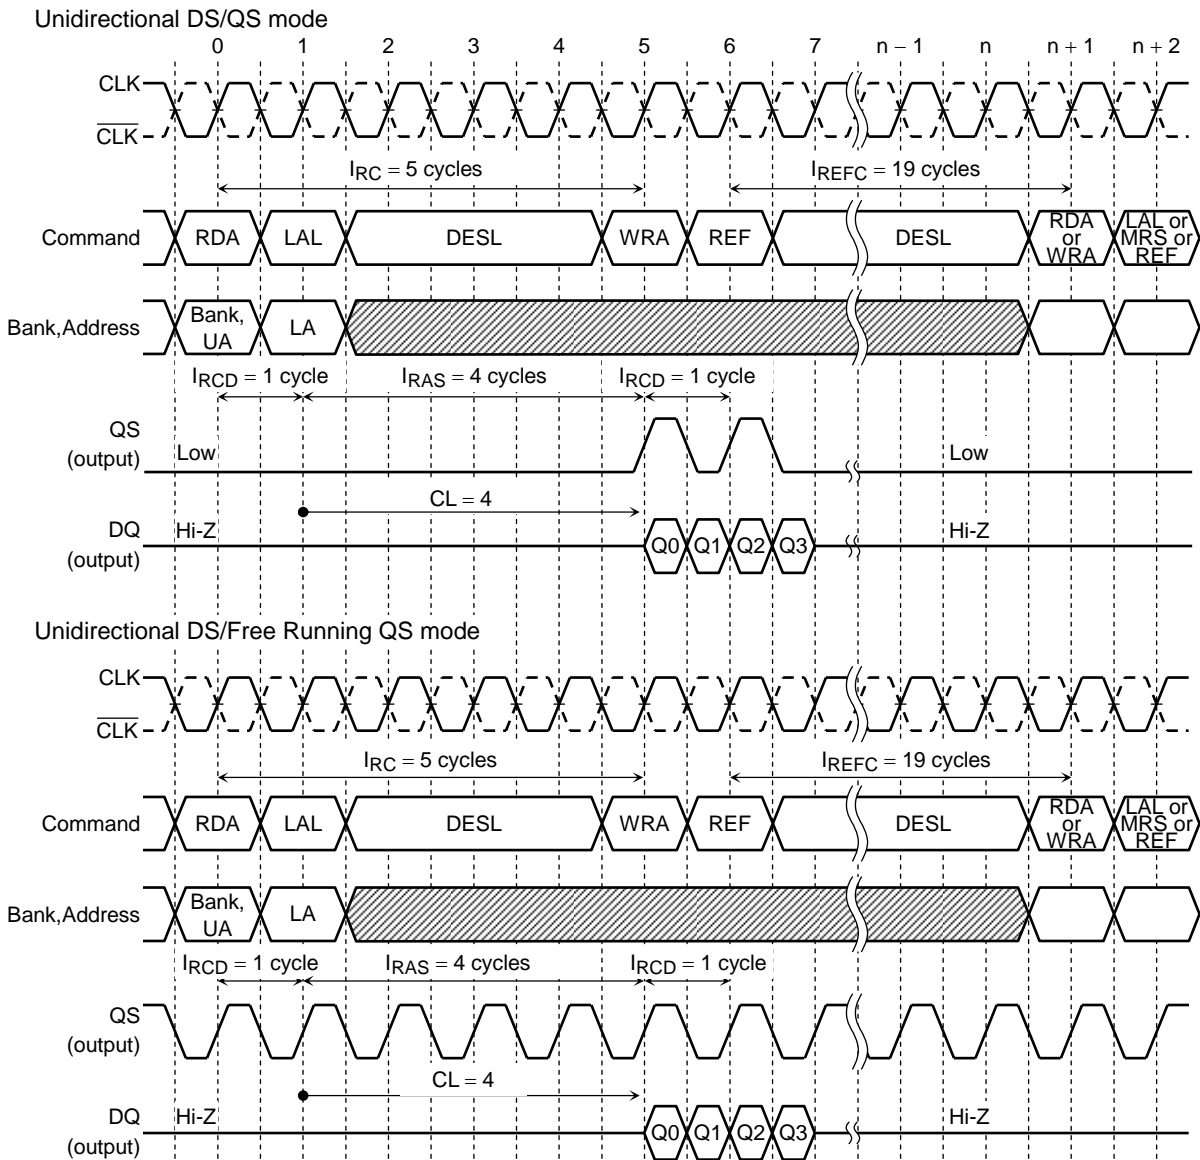 Unidirectional DS/QS mode
0 1 2 3 4 5 6 7 n − 1 n n + 1 n + 2
CLK
CLK
IRC = 5 cycles IREFC = 19 cycles
Command RDA LAL DESL WRA REF DESL RDA or WRA LAL or MRS or REF
Bank,Address Bank, UA LA
IRCD = 1 cycle IRAS = 4 cycles IRCD = 1 cycle
QS
(output) Low Low
CL = 4
DQ
(output) Hi-Z Q0 Q1 Q2 Q3 Hi-Z
Unidirectional DS/Free Running QS mode
CLK
CLK
IRC = 5 cycles IREFC = 19 cycles
Command RDA LAL DESL WRA REF DESL RDA or WRA LAL or MRS or REF
Bank,Address Bank, UA LA
IRCD = 1 cycle IRAS = 4 cycles IRCD = 1 cycle
QS
(output)
CL = 4
DQ
(output) Hi-Z Q0 Q1 Q2 Q3 Hi-Z